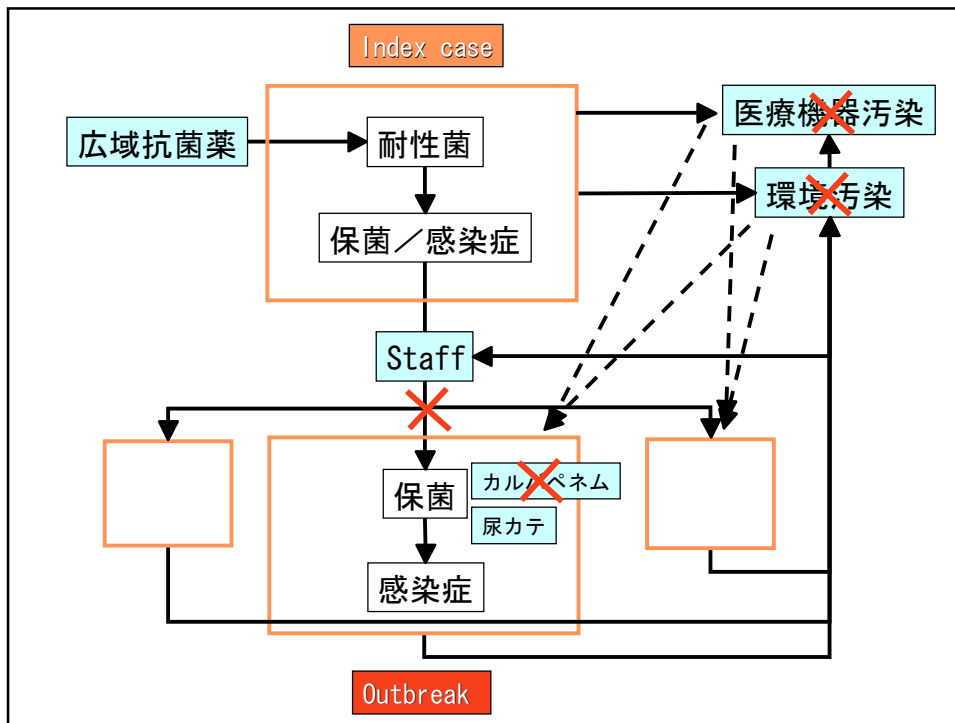 Index case
医療機器汚染
広域抗菌薬
耐性菌
環境汚染
保菌／感染症
Staff
保菌
カルバペネム
尿カテ
感染症
Outbreak